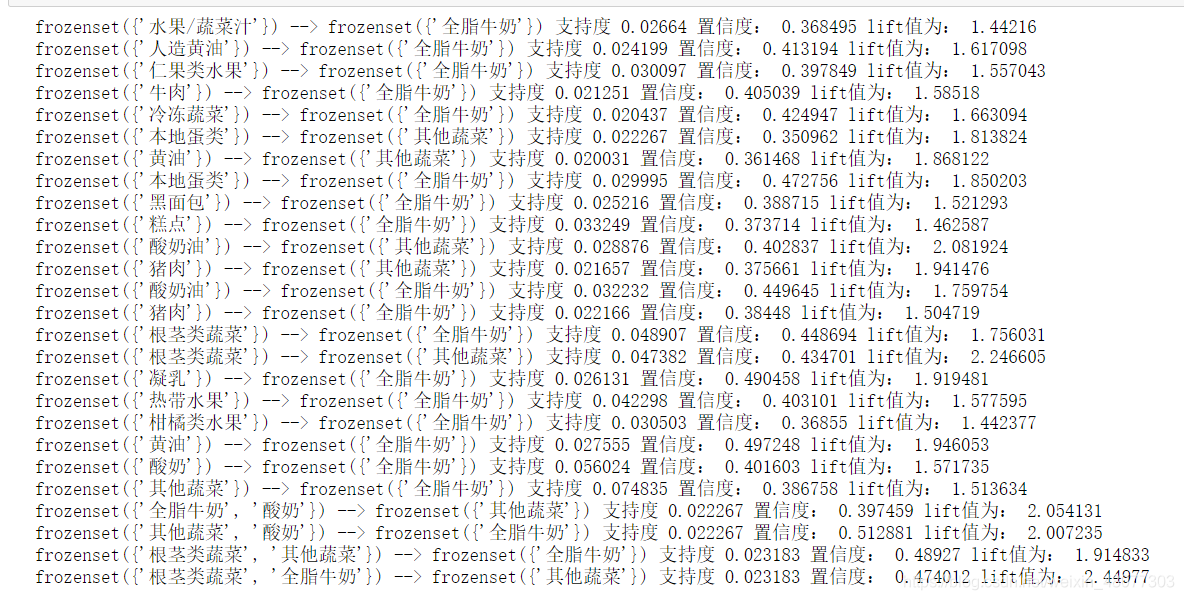 frozenset({'水果/蔬菜汁'}) --> frozenset({'全脂牛奶'}) 支持度 0.02664 置信度： 0.368495 lift值为： 1.44216
frozenset({'人造黄油'}) --> frozenset({'全脂牛奶'}) 支持度 0.024199 置信度： 0.413194 lift值为： 1.617098
frozenset({'仁果类水果'}) --> frozenset({'全脂牛奶'}) 支持度 0.030097 置信度： 0.397849 lift值为： 1.557043
frozenset({'牛肉'}) --> frozenset({'全脂牛奶'}) 支持度 0.021251 置信度： 0.405039 lift值为： 1.58518
frozenset({'冷冻蔬菜'}) --> frozenset({'全脂牛奶'}) 支持度 0.020437 置信度： 0.424947 lift值为： 1.663094
frozenset({'本地蛋类'}) --> frozenset({'其他蔬菜'}) 支持度 0.022267 置信度： 0.350962 lift值为： 1.813824
frozenset({'黄油'}) --> frozenset({'其他蔬菜'}) 支持度 0.020031 置信度： 0.361468 lift值为： 1.868122
frozenset({'本地蛋类'}) --> frozenset({'全脂牛奶'}) 支持度 0.029995 置信度： 0.472756 lift值为： 1.850203
frozenset({'黑面包'}) --> frozenset({'全脂牛奶'}) 支持度 0.025216 置信度： 0.388715 lift值为： 1.521293
frozenset({'糕点'}) --> frozenset({'全脂牛奶'}) 支持度 0.033249 置信度： 0.373714 lift值为： 1.462587
frozenset({'酸奶油'}) --> frozenset({'其他蔬菜'}) 支持度 0.028876 置信度： 0.402837 lift值为： 2.081924
frozenset({'猪肉'}) --> frozenset({'其他蔬菜'}) 支持度 0.021657 置信度： 0.375661 lift值为： 1.941476
frozenset({'酸奶油'}) --> frozenset({'全脂牛奶'}) 支持度 0.032232 置信度： 0.449645 lift值为： 1.759754
frozenset({'猪肉'}) --> frozenset({'全脂牛奶'}) 支持度 0.022166 置信度： 0.38448 lift值为： 1.504719
frozenset({'根茎类蔬菜'}) --> frozenset({'全脂牛奶'}) 支持度 0.048907 置信度： 0.448694 lift值为： 1.756031
frozenset({'根茎类蔬菜'}) --> frozenset({'其他蔬菜'}) 支持度 0.047382 置信度： 0.434701 lift值为： 2.246605
frozenset({'凝乳'}) --> frozenset({'全脂牛奶'}) 支持度 0.026131 置信度： 0.490458 lift值为： 1.919481
frozenset({'热带水果'}) --> frozenset({'全脂牛奶'}) 支持度 0.042298 置信度： 0.403101 lift值为： 1.577595
frozenset({'柑橘类水果'}) --> frozenset({'全脂牛奶'}) 支持度 0.030503 置信度： 0.36855 lift值为： 1.442377
frozenset({'黄油'}) --> frozenset({'全脂牛奶'}) 支持度 0.027555 置信度： 0.497248 lift值为： 1.946053
frozenset({'酸奶'}) --> frozenset({'全脂牛奶'}) 支持度 0.056024 置信度： 0.401603 lift值为： 1.571735
frozenset({'其他蔬菜'}) --> frozenset({'全脂牛奶'}) 支持度 0.074835 置信度： 0.386758 lift值为： 1.513634
frozenset({'全脂牛奶', '酸奶'}) --> frozenset({'其他蔬菜'}) 支持度 0.022267 置信度： 0.397459 lift值为： 2.054131
frozenset({'其他蔬菜', '酸奶'}) --> frozenset({'全脂牛奶'}) 支持度 0.022267 置信度： 0.512881 lift值为： 2.007235
frozenset({'根茎类蔬菜', '其他蔬菜'}) --> frozenset({'全脂牛奶'}) 支持度 0.023183 置信度： 0.48927 lift值为： 1.914833
frozenset({'根茎类蔬菜', '全脂牛奶'}) --> frozenset({'其他蔬菜'}) 支持度 0.023183 置信度： 0.474012 lift值为： 2.44977